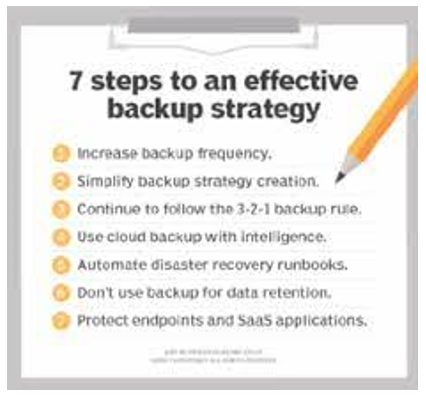 7 steps to an effective
backup strategy
1 Increase backup frequency.
2 Simplify backup strategy creation.
3 Continue to follow the 3-2-1 backup rule.
4 Use cloud backup with intelligence.
5 Automate disaster recovery runbooks.
6 Don't use backup for data retention.
7 Protect endpoints and SaaS applications.